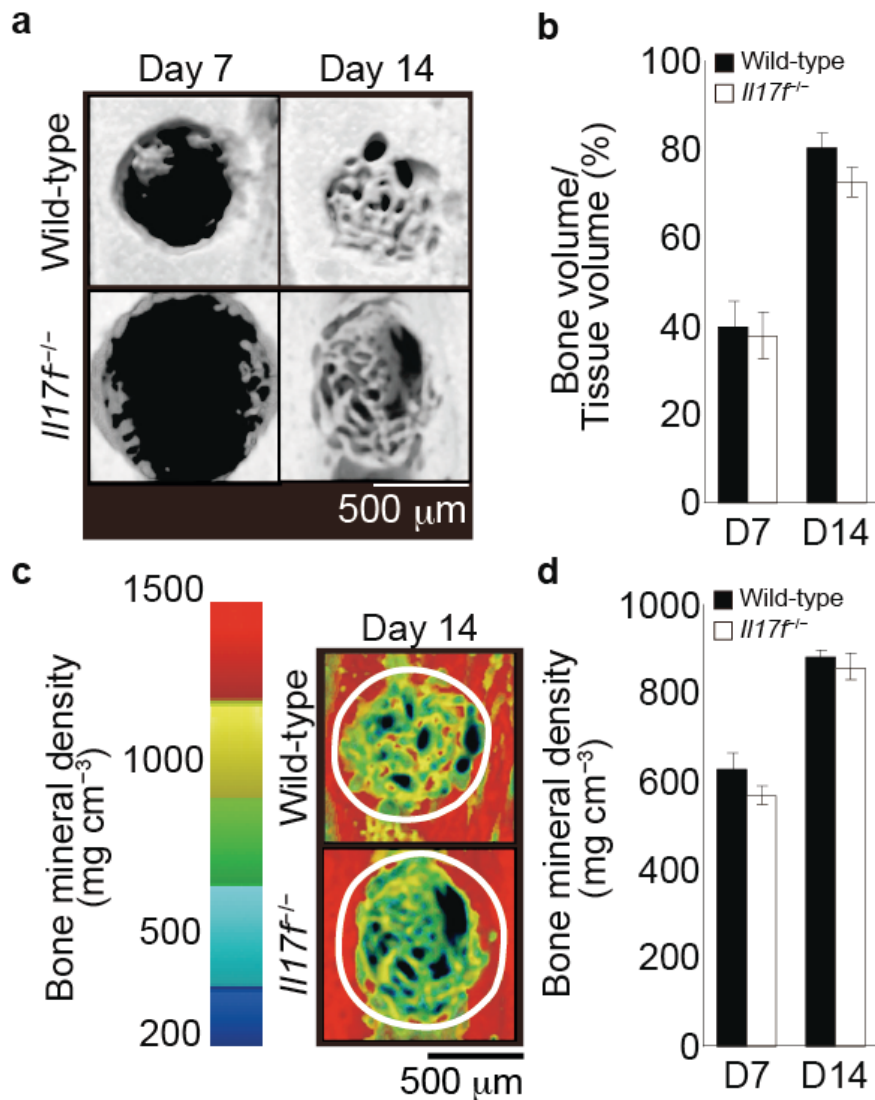 a
Day 7 Day 14
Wild-type
Il17f⁻/⁻
500 μm
b
Bone volume/
Tissue volume (%)
100
80
60
40
20
0
Wild-type
Il17f⁻/⁻
D7 D14
c
Bone mineral density
(mg cm⁻³)
1500
1000
500
200
Day 14
Wild-type
Il17f⁻/⁻
500 μm
d
Bone mineral density
(mg cm⁻³)
1000
800
600
400
200
0
Wild-type
Il17f⁻/⁻
D7 D14